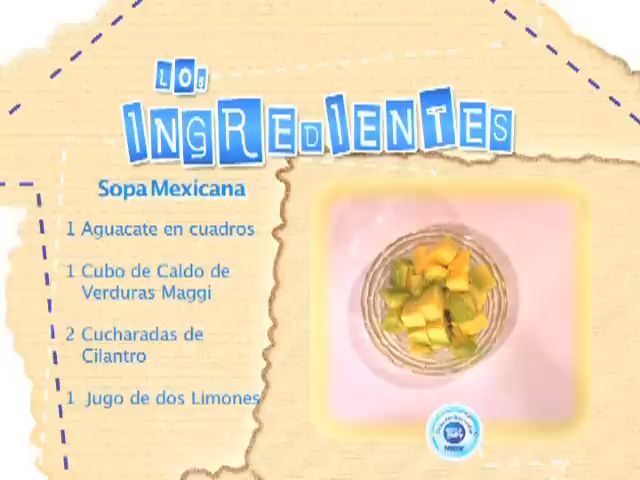 LOS
INGREDIENTES
Sopa Mexicana
1 Aguacate en cuadros
1 Cubo de Caldo de
Verduras Maggi
2 Cucharadas de
Cilantro
1 Jugo de dos Limones